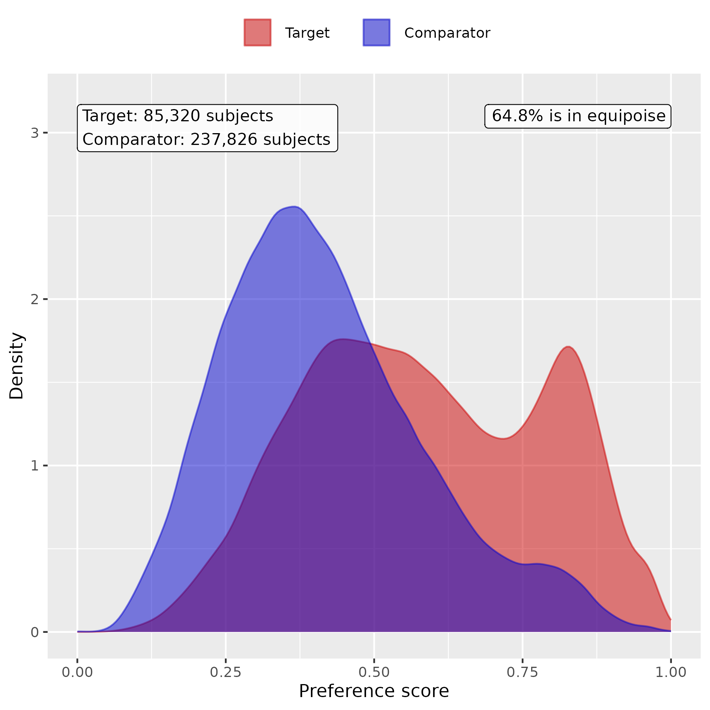 Target
Comparator
Target: 85,320 subjects
Comparator: 237,826 subjects
64.8% is in equipoise
Density
3
2
1
0
0.00
0.25
0.50
0.75
1.00
Preference score